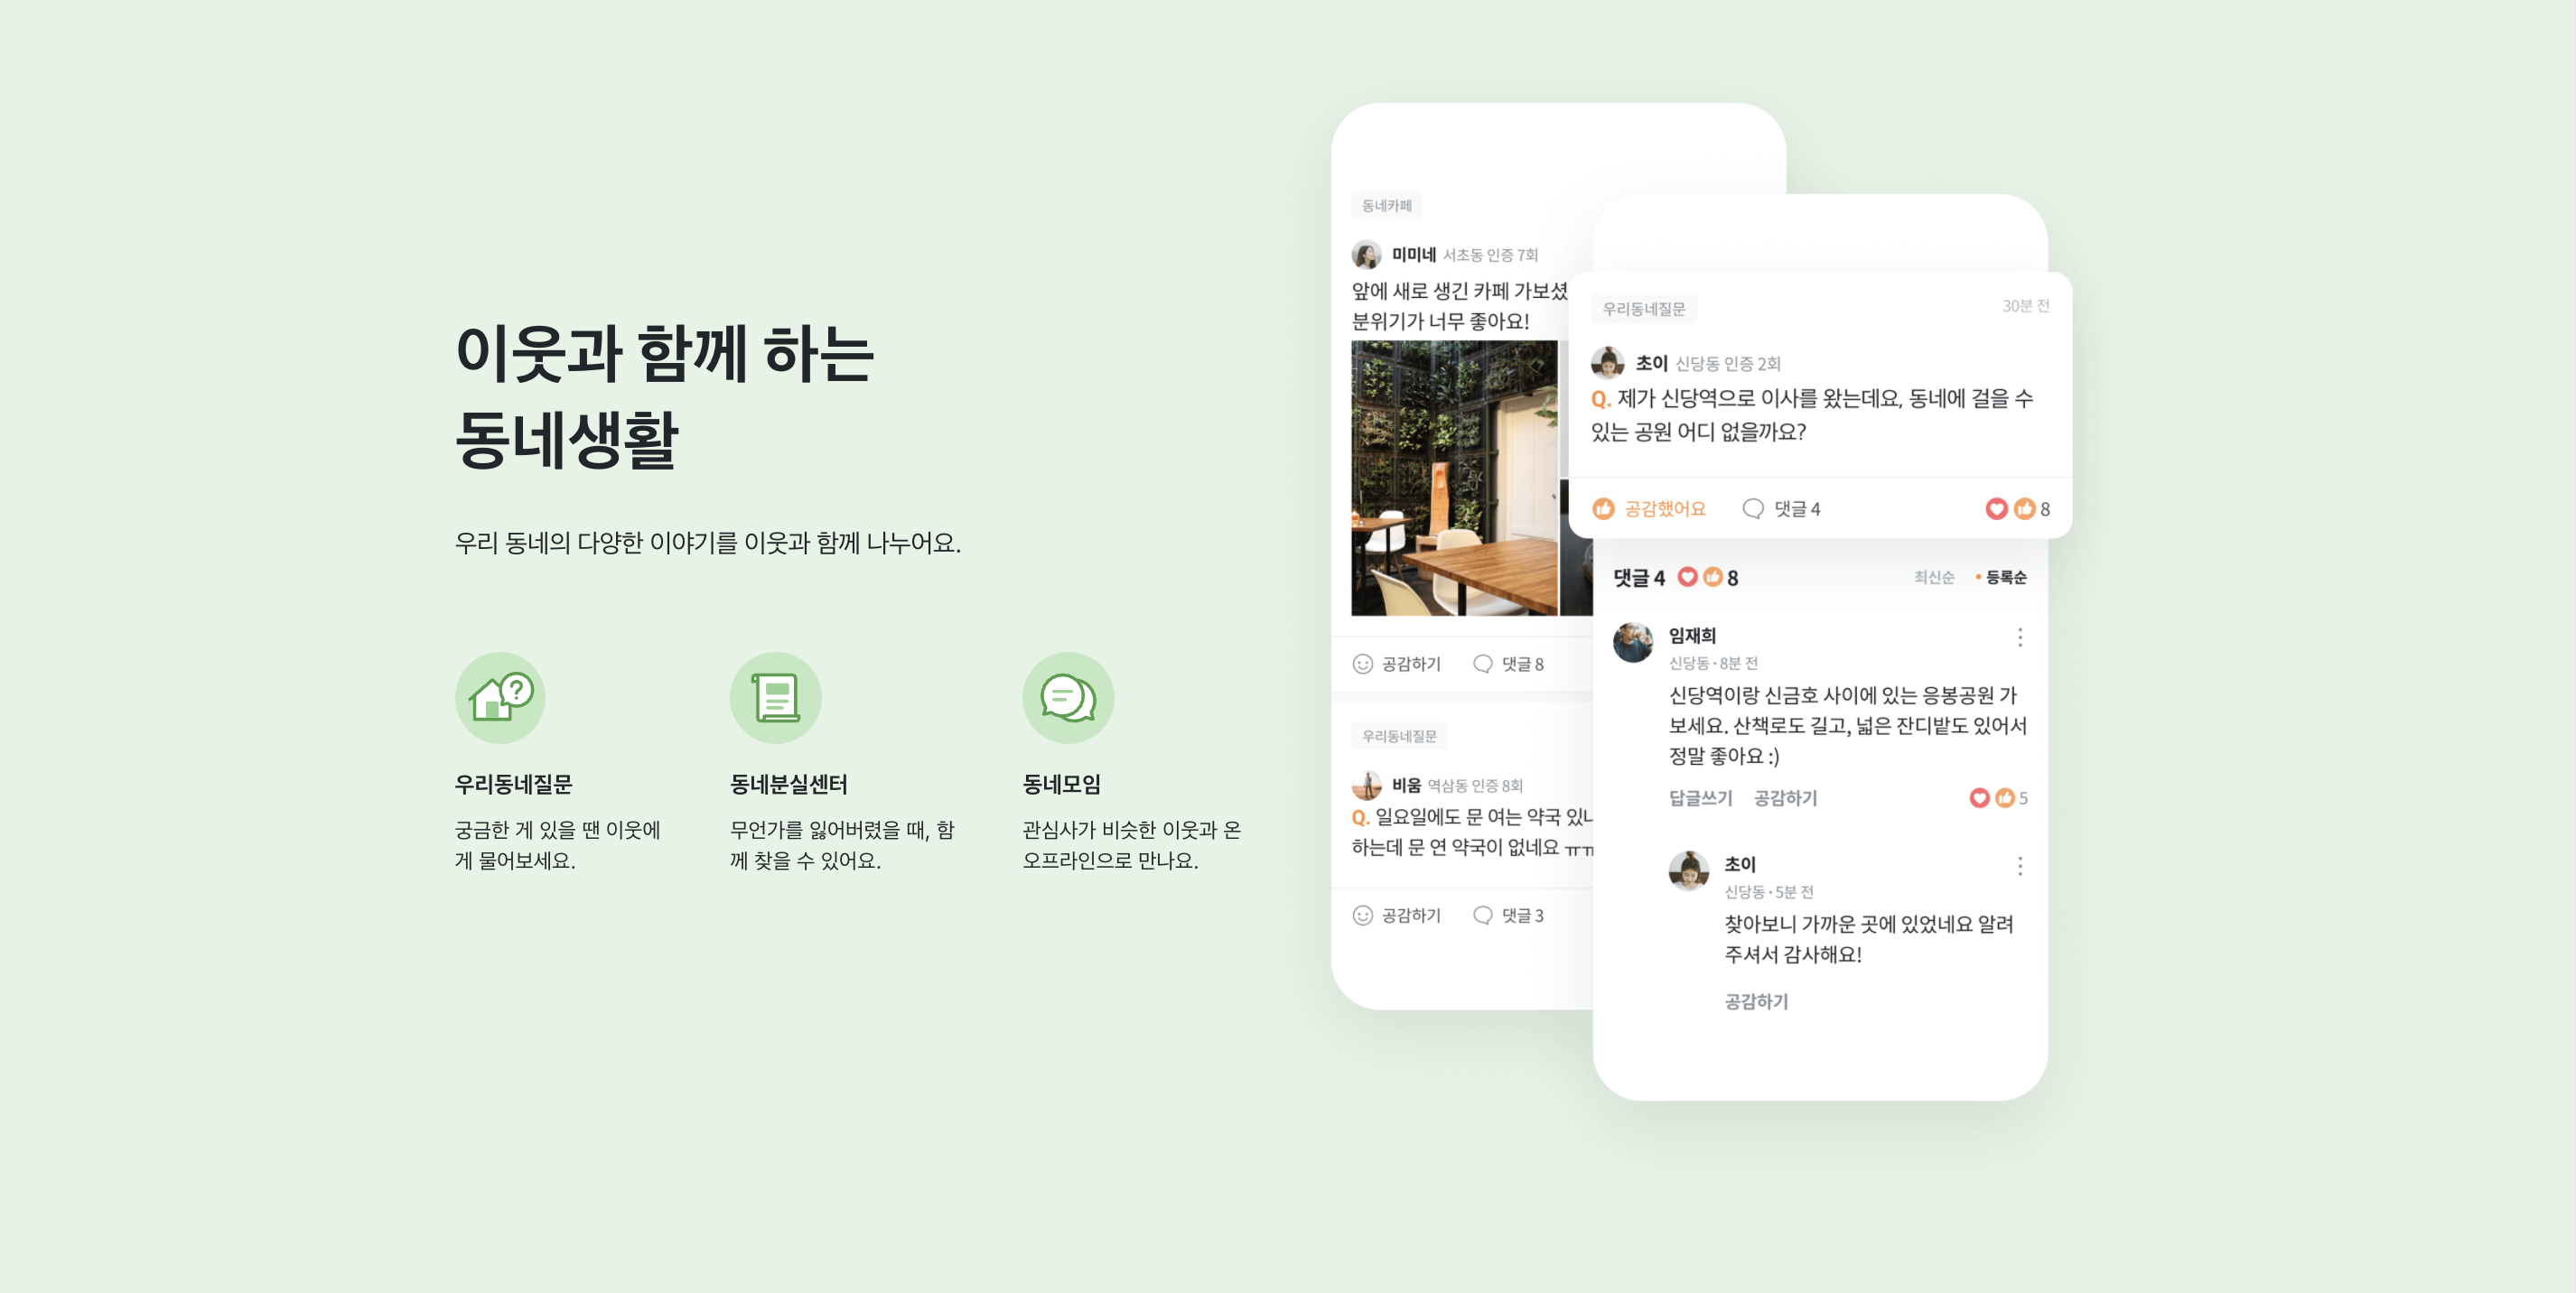 이웃과 함께 하는
동네생활
우리 동네의 다양한 이야기를 이웃과 함께 나누어요.
우리동네질문
궁금한 게 있을 땐 이웃에
게 물어보세요.
동네분실센터
무언가를 잃어버렸을 때, 함
께 찾을 수 있어요.
동네모임
관심사가 비슷한 이웃과 온
오프라인으로 만나요.
동네카페
미미네 서초동 인증 7회
앞에 새로 생긴 카페 가보셨
분위기가 너무 좋아요!
공감하기 댓글 8
우리동네질문
비움 역삼동 인증 8회
Q. 일요일에도 문 여는 약국 있
하는데 문 연 약국이 없네요 ㅠㅠ
공감하기 댓글 3
우리동네질문 30분 전
초이 신당동 인증 2회
Q. 제가 신당역으로 이사를 왔는데요, 동네에 걸을 수
있는 공원 어디 없을까요?
공감했어요 댓글 4 8
댓글 4 8 최신순 • 등록순
임재희
신당동 · 8분 전
신당역이랑 신금호 사이에 있는 응봉공원 가
보세요. 산책로도 길고, 넓은 잔디밭도 있어서
정말 좋아요 :)
답글쓰기 공감하기 5
초이
신당동 · 5분 전
찾아보니 가까운 곳에 있었네요 알려
주셔서 감사해요!
공감하기